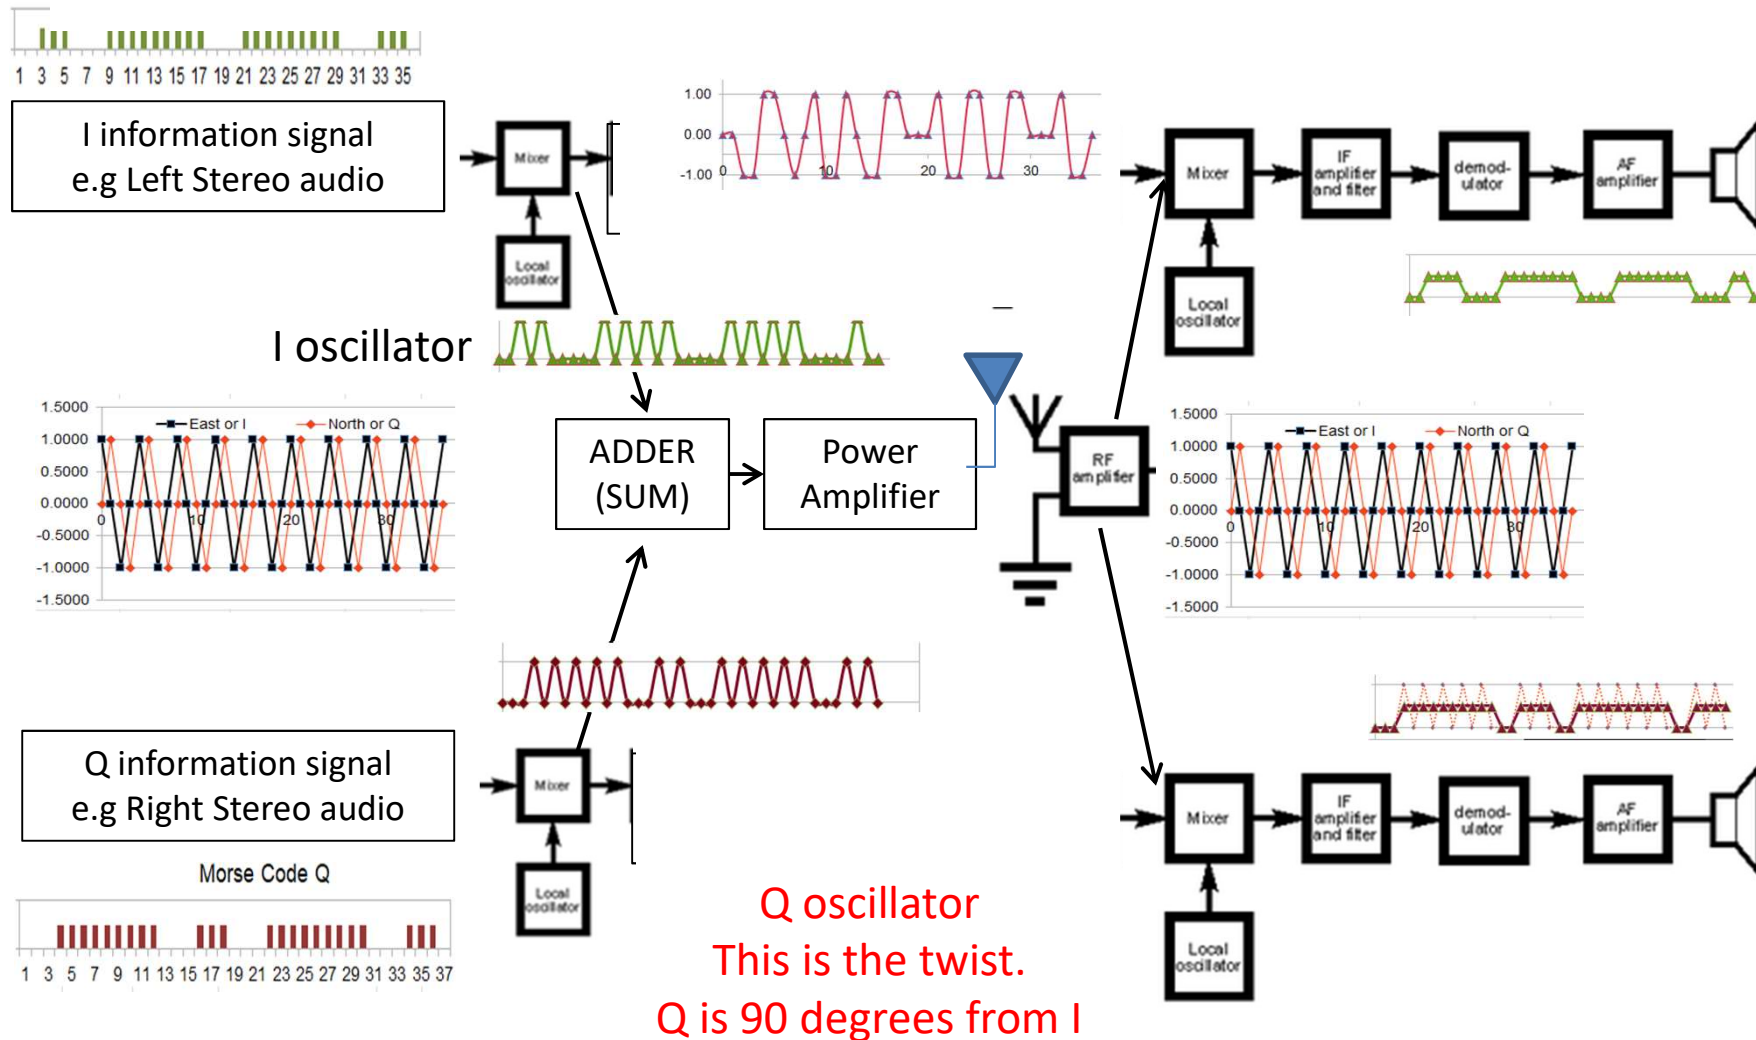 1 3 5 7 9 11 13 15 17 19 21 23 25 27 29 31 33 35
I information signal
e.g Left Stereo audio
Mixer
Local
oscillator
1.00
0.00
-1.00
0 10 20 30
Mixer
IF
amplifier
and filter
demod-
ulator
AF
amplifier
Local
oscillator
I oscillator
1.5000
1.0000
0.5000
0.0000
-0.5000
-1.0000
-1.5000
East or I
North or Q
0 10 20 30
ADDER
(SUM)
Power
Amplifier
RF
amplifier
1.5000
1.0000
0.5000
0.0000
-0.5000
-1.0000
-1.5000
East or I
North or Q
0 10 20 30
Q information signal
e.g Right Stereo audio
Mixer
Local
oscillator
Mixer
IF
amplifier
and filter
demod-
ulator
AF
amplifier
Local
oscillator
Morse Code Q
1 3 5 7 9 11 13 15 17 19 21 23 25 27 29 31 33 35 37
Q oscillator
This is the twist.
Q is 90 degrees from I